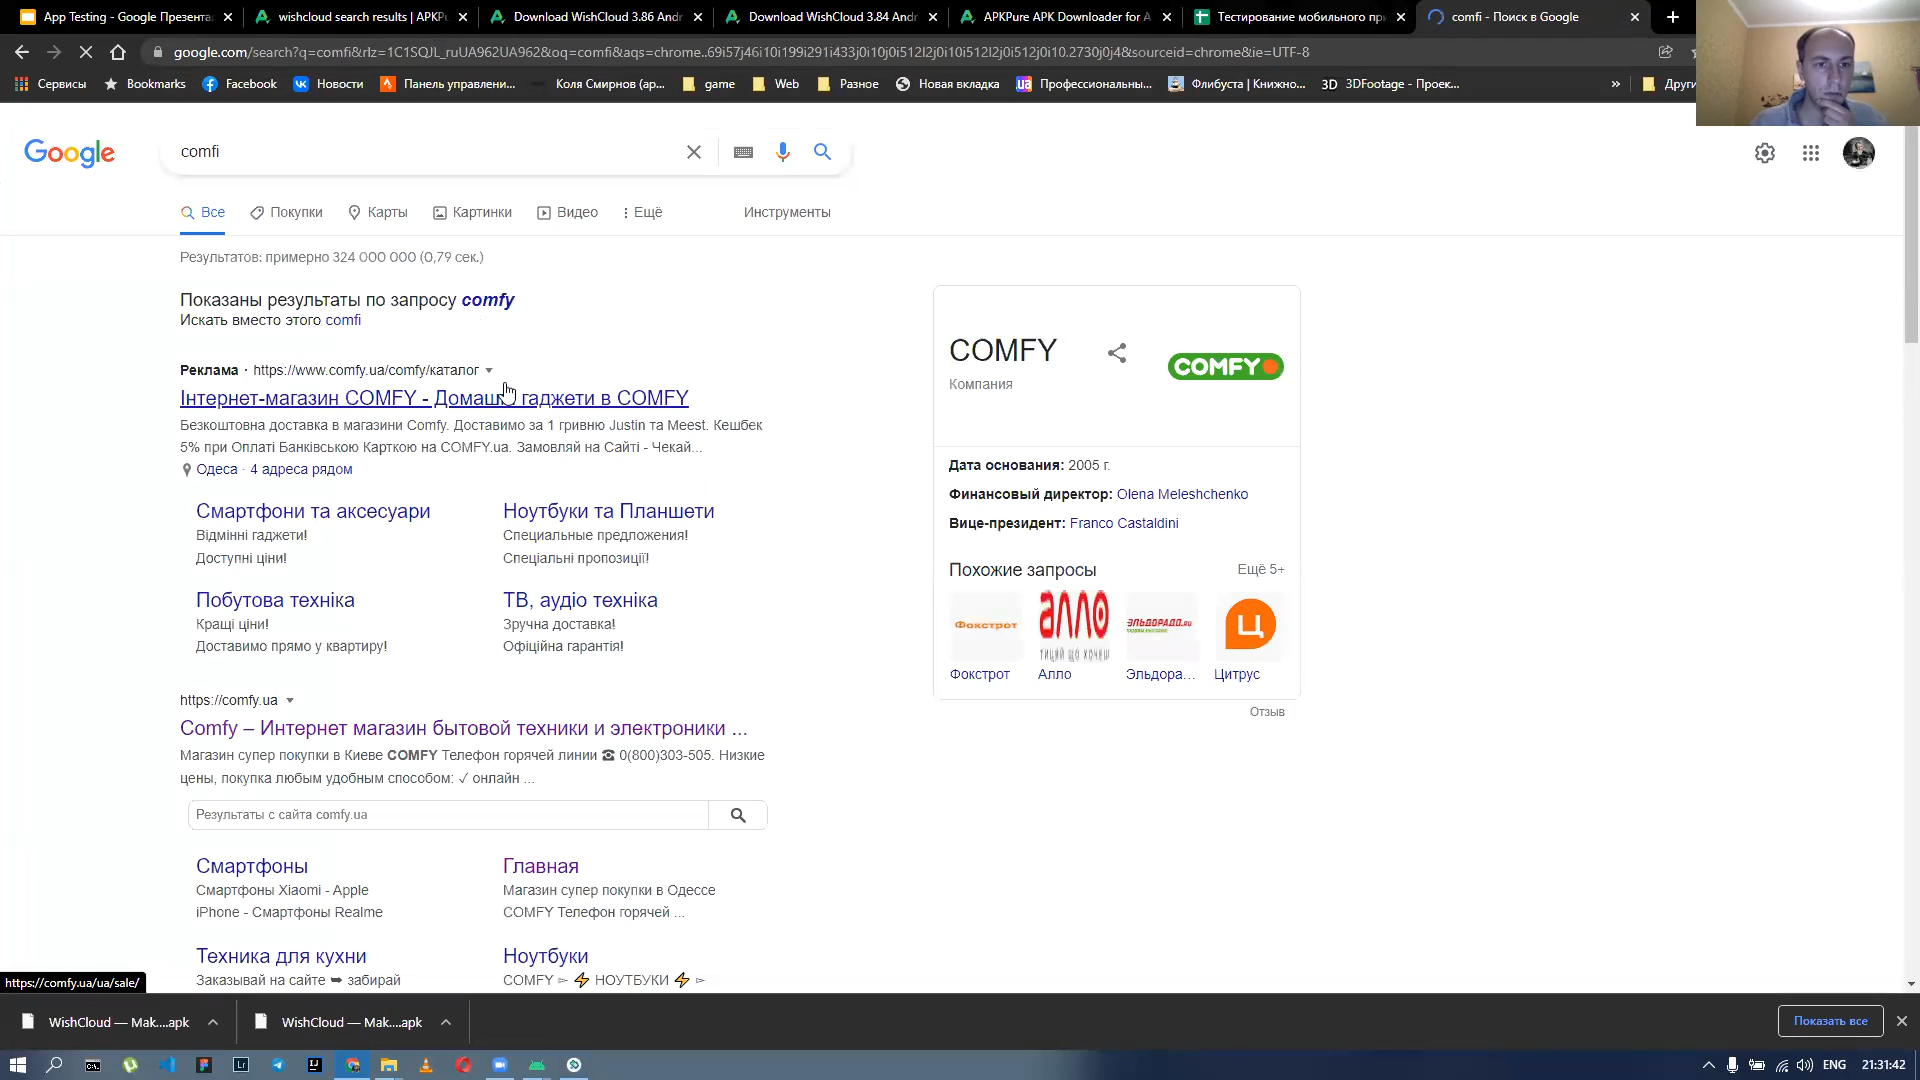 App Testing - Google Презента
wishcloud search results | APKPu
Download WishCloud 3.86 Andr
Download WishCloud 3.84 Andr
APKPure APK Downloader for A
Тестирование мобильного при
comfi - Поиск в Google
google.com/search?q=comfi&rlz=1C1SQJL_ruUA962UA962&oq=comfi&aqs=chrome..69i57j46i10i199i291i433j0i10j0i512l2j0i10i512l2j0i512j0i10.2730j0j4&sourceid=chrome&ie=UTF-8
Сервисы
Bookmarks
Facebook
Новости
Панель управлени...
Коля Смирнов (ар...
game
Web
Разное
Новая вкладка
Профессиональны...
Флибуста | Книжно...
3D 3DFootage - Проек...
»
Други
Google
comfi
Все
Покупки
Карты
Картинки
Видео
Ещё
Инструменты
Результатов: примерно 324 000 000 (0,79 сек.)
Показаны результаты по запросу comfy
Искать вместо этого comfi
Реклама · https://www.comfy.ua/comfy/каталог
Інтернет-магазин COMFY - Домашні гаджети в COMFY
Безкоштовна доставка в магазини Comfy. Доставимо за 1 гривню Justin та Meest. Кешбек
5% при Оплаті Банківською Карткою на COMFY.ua. Замовляй на Сайті - Чекай...
Одеса · 4 адреса рядом
Смартфони та аксесуари
Відмінні гаджети!
Доступні ціни!
Ноутбуки та Планшети
Специальные предложения!
Спеціальні пропозиції!
Побутова техніка
Кращі ціни!
Доставимо прямо у квартиру!
ТВ, аудіо техніка
Зручна доставка!
Офіційна гарантія!
https://comfy.ua
Comfy – Интернет магазин бытовой техники и электроники ...
Магазин супер покупки в Киеве COMFY Телефон горячей линии ☎ 0(800)303-505. Низкие
цены, покупка любым удобным способом: ✓ онлайн ...
Результаты с сайта comfy.ua
Смартфоны
Смартфоны Xiaomi - Apple
iPhone - Смартфоны Realme
Главная
Магазин супер покупки в Одессе
COMFY Телефон горячей ...
Техника для кухни
Заказывай на сайте ➥ забирай
Ноутбуки
COMFY ➣ ⚡ НОУТБУКИ ⚡ ➣
COMFY
Компания
COMFY
Дата основания: 2005 г.
Финансовый директор: Olena Meleshchenko
Вице-президент: Franco Castaldini
Похожие запросы
Ещё 5+
Фокстрот
алло
ЭЛЬДОРАДО.RU
Ц
Фокстрот
Алло
Эльдора...
Цитрус
Отзыв
https://comfy.ua/ua/sale/
WishCloud — Mak....apk
WishCloud — Mak....apk
Показать все
Lr
IJ
ENG
21:31:42